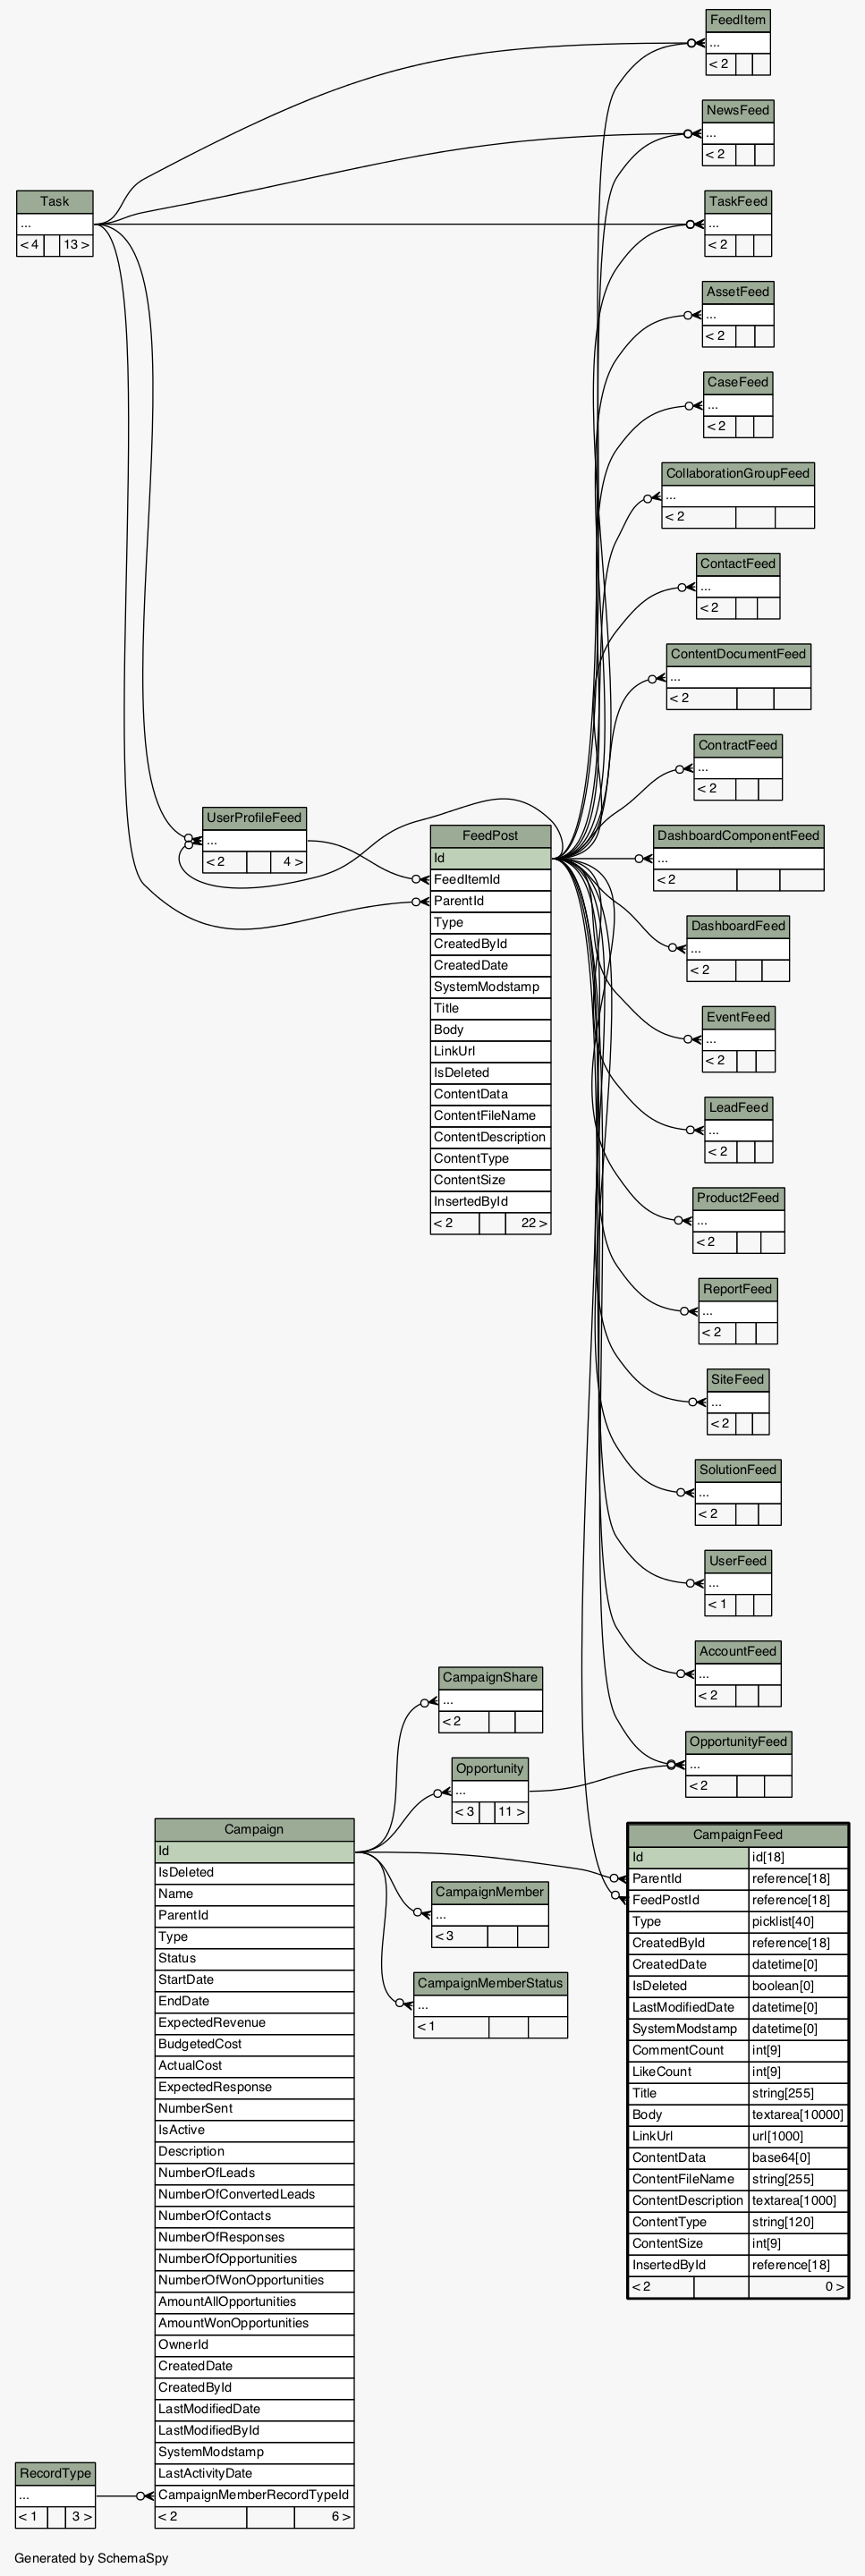 FeedItem
...
< 2
NewsFeed
...
< 2
Task
...
< 4 13 >
TaskFeed
...
< 2
AssetFeed
...
< 2
CaseFeed
...
< 2
CollaborationGroupFeed
...
< 2
ContactFeed
...
< 2
ContentDocumentFeed
...
< 2
ContractFeed
...
< 2
UserProfileFeed
...
< 2 4 >
FeedPost
Id
FeedItemId
ParentId
Type
CreatedById
CreatedDate
SystemModstamp
Title
Body
LinkUrl
IsDeleted
ContentData
ContentFileName
ContentDescription
ContentType
ContentSize
InsertedById
< 2 22 >
DashboardComponentFeed
...
< 2
DashboardFeed
...
< 2
EventFeed
...
< 2
LeadFeed
...
< 2
Product2Feed
...
< 2
ReportFeed
...
< 2
SiteFeed
...
< 2
SolutionFeed
...
< 2
UserFeed
...
< 1
AccountFeed
...
< 2
CampaignShare
...
< 2
OpportunityFeed
...
< 2
Opportunity
...
< 3 11 >
Campaign
Id
IsDeleted
Name
ParentId
Type
Status
StartDate
EndDate
ExpectedRevenue
BudgetedCost
ActualCost
ExpectedResponse
NumberSent
IsActive
Description
NumberOfLeads
NumberOfConvertedLeads
NumberOfContacts
NumberOfResponses
NumberOfOpportunities
NumberOfWonOpportunities
AmountAllOpportunities
AmountWonOpportunities
OwnerId
CreatedDate
CreatedById
LastModifiedDate
LastModifiedById
SystemModstamp
LastActivityDate
CampaignMemberRecordTypeId
< 2 6 >
CampaignMember
...
< 3
CampaignMemberStatus
...
< 1
CampaignFeed
Id id[18]
ParentId reference[18]
FeedPostId reference[18]
Type picklist[40]
CreatedById reference[18]
CreatedDate datetime[0]
IsDeleted boolean[0]
LastModifiedDate datetime[0]
SystemModstamp datetime[0]
CommentCount int[9]
LikeCount int[9]
Title string[255]
Body textarea[10000]
LinkUrl url[1000]
ContentData base64[0]
ContentFileName string[255]
ContentDescription textarea[1000]
ContentType string[120]
ContentSize int[9]
InsertedById reference[18]
< 2 0 >
RecordType
...
< 1 3 >
Generated by SchemaSpy